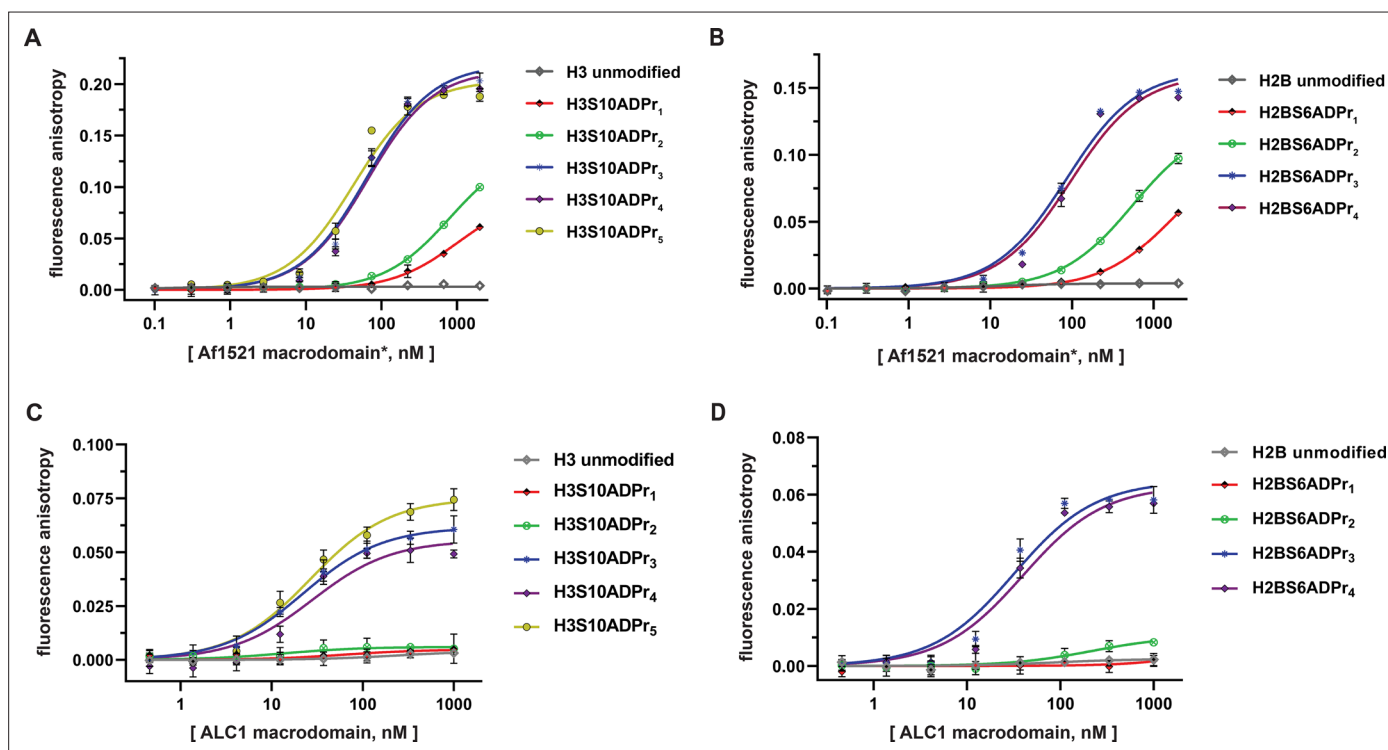 A
fluorescence anisotropy
0.20
0.15
0.10
0.05
0.00
0.1 1 10 100 1000
[ Af1521 macrodomain*, nM ]
H3 unmodified
H3S10ADPr1
H3S10ADPr2
H3S10ADPr3
H3S10ADPr4
H3S10ADPr5
B
fluorescence anisotropy
0.15
0.10
0.05
0.00
0.1 1 10 100 1000
[ Af1521 macrodomain*, nM ]
H2B unmodified
H2BS6ADPr1
H2BS6ADPr2
H2BS6ADPr3
H2BS6ADPr4
C
fluorescence anisotropy
0.100
0.075
0.050
0.025
0.000
1 10 100 1000
[ ALC1 macrodomain, nM ]
H3 unmodified
H3S10ADPr1
H3S10ADPr2
H3S10ADPr3
H3S10ADPr4
H3S10ADPr5
D
fluorescence anisotropy
0.08
0.06
0.04
0.02
0.00
1 10 100 1000
[ ALC1 macrodomain, nM ]
H2B unmodified
H2BS6ADPr1
H2BS6ADPr2
H2BS6ADPr3
H2BS6ADPr4